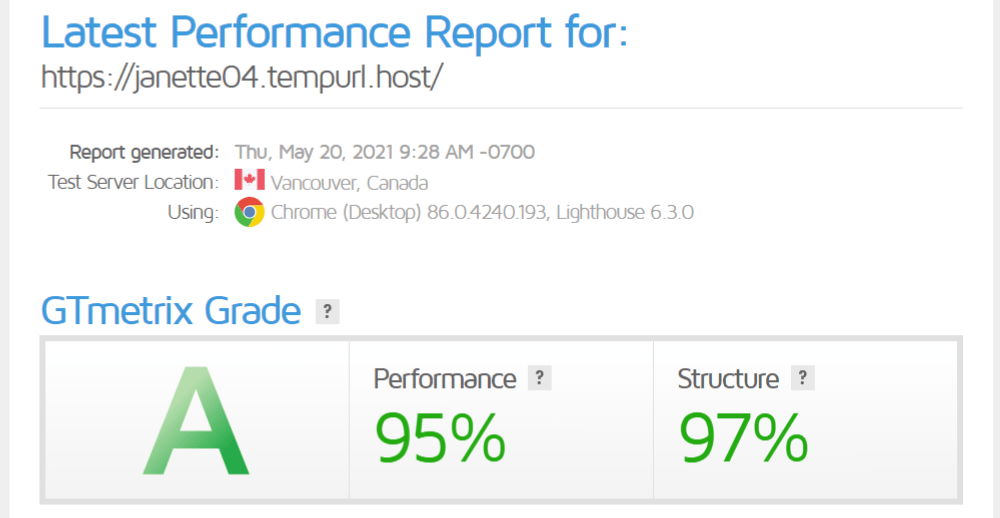 Latest Performance Report for:
https://janette04.tempurl.host/
Report generated: Thu, May 20, 2021 9:28 AM -0700
Test Server Location: Vancouver, Canada
Using: Chrome (Desktop) 86.0.4240.193, Lighthouse 6.3.0
GTmetrix Grade ?
A
Performance ?
95%
Structure ?
97%